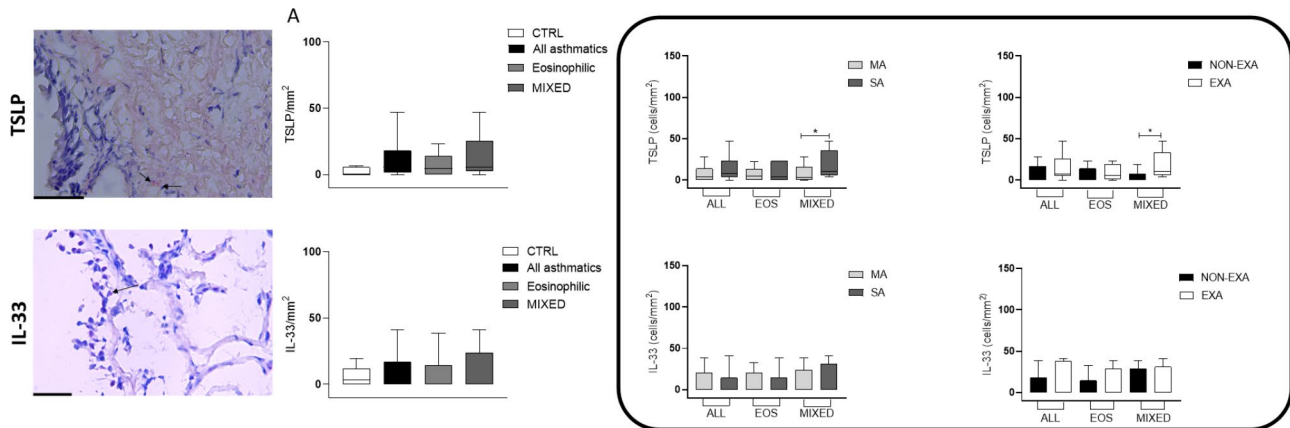 A
TSLP
100
50
0
TSLP/mm²
CTRL
All asthmatics
Eosinophilic
MIXED
150
100
50
0
TSLP (cells/mm²)
MA
SA
*
ALL EOS MIXED
150
100
50
0
TSLP (cells/mm²)
NON-EXA
EXA
*
ALL EOS MIXED
IL-33
100
50
0
IL-33/mm²
CTRL
All asthmatics
Eosinophilic
MIXED
150
100
50
0
IL-33 (cells/mm²)
MA
SA
ALL EOS MIXED
150
100
50
0
IL-33 (cells/mm²)
NON-EXA
EXA
ALL EOS MIXED